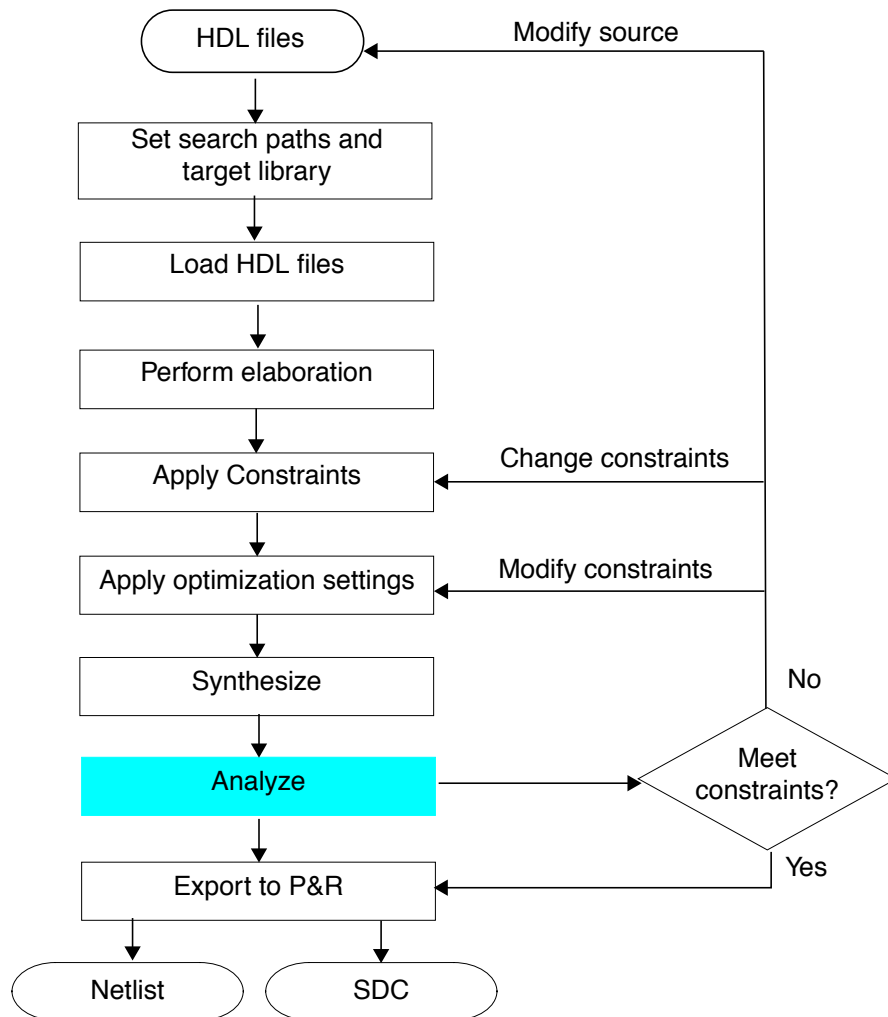 HDL files
Modify source
Set search paths and
target library
Load HDL files
Perform elaboration
Apply Constraints
Change constraints
Apply optimization settings
Modify constraints
Synthesize
No
Analyze
Meet
constraints?
Yes
Export to P&R
Netlist
SDC